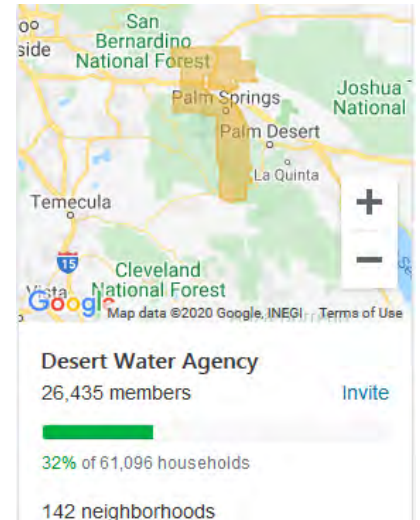 San
Bernardino
National Forest
side
Palm Springs
Joshua
National
Palm Desert
La Quinta
Temecula
+
15
−
Cleveland
National Forest
Vista
Google
Map data ©2020 Google, INEGI Terms of Use
Desert Water Agency
26,435 members Invite
32% of 61,096 households
142 neighborhoods